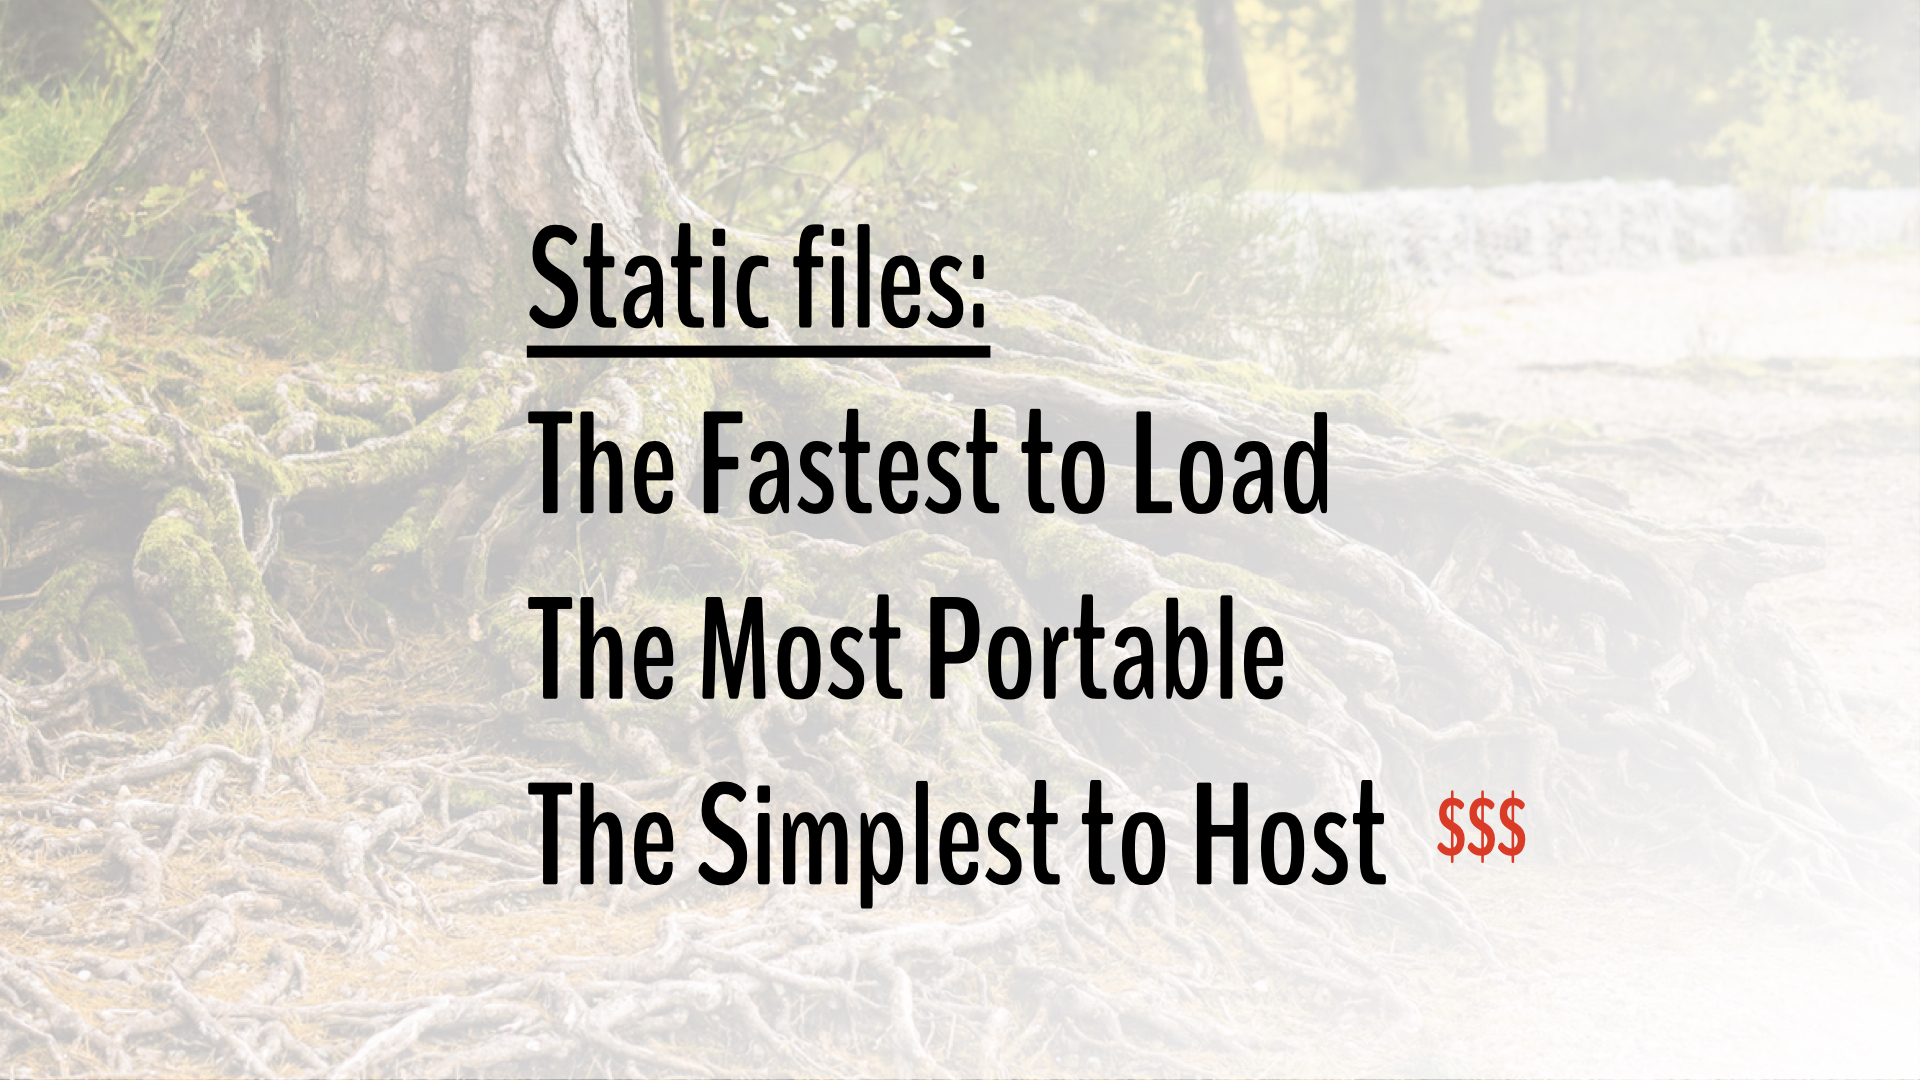 Static files:
The Fastest to Load
The Most Portable
The Simplest to Host $$$